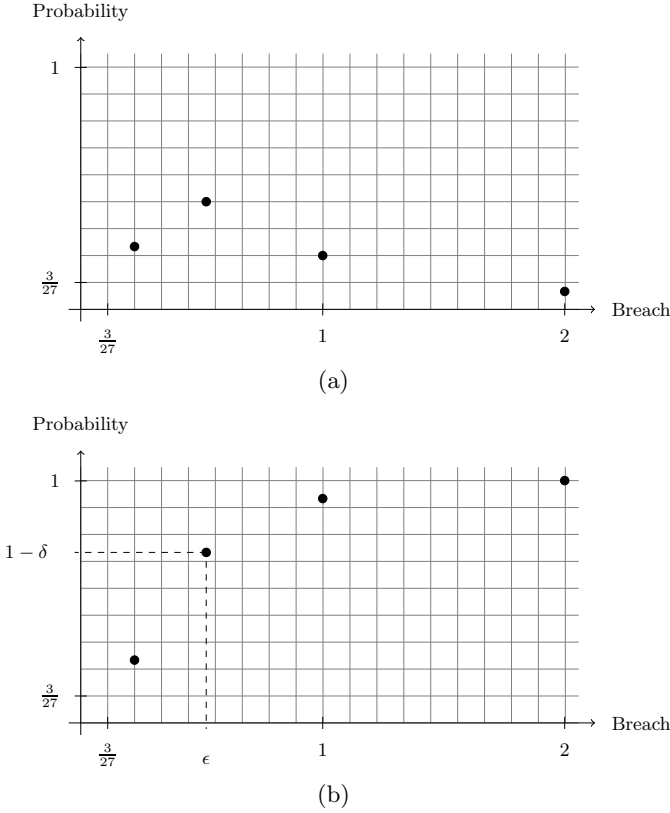 Probability
1
3/27
3/27
1
2
Breach
(a)
Probability
1
1 − δ
3/27
3/27
ϵ
1
2
Breach
(b)